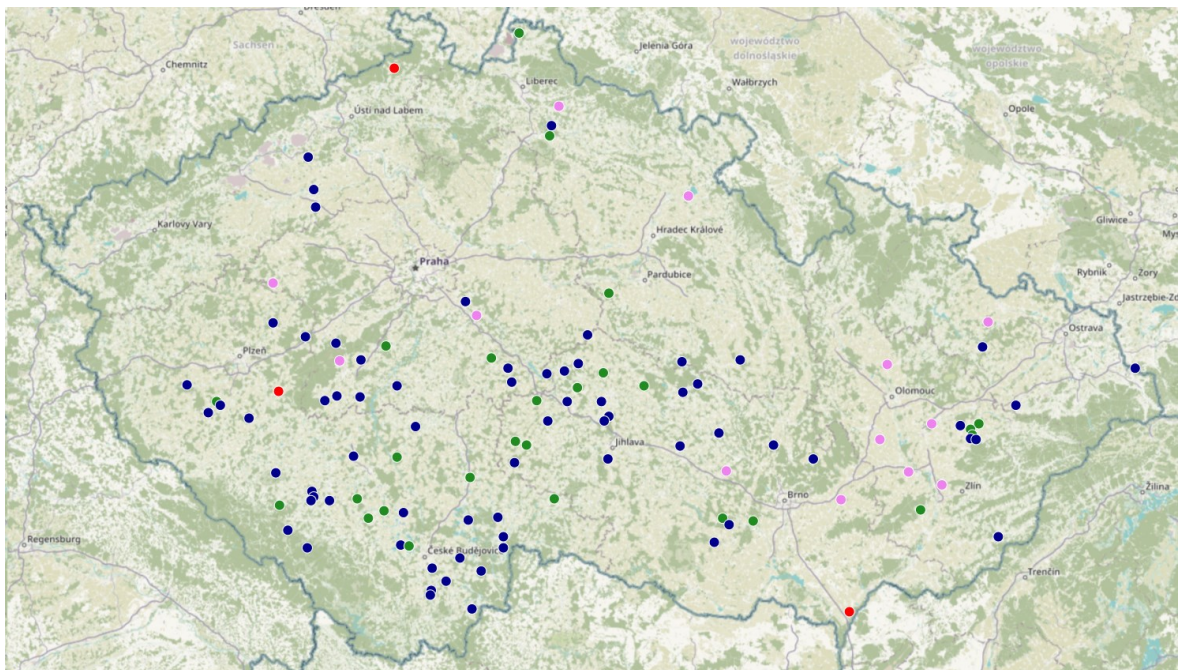 Dresden
Jelenia Góra
województwo
dolnośląskie
województwo
opolskie
Sachsen
Chemnitz
Liberec
Wałbrzych
Ústí nad Labem
Opole
Karlovy Vary
Gliwice
Hradec Králové
Praha
Rybnik
Żory
Pardubice
Jastrzębie-Zd
Ostrava
Plzeň
Olomouc
Jihlava
Zlín
Žilina
Brno
Regensburg
České Budějovice
Trenčín